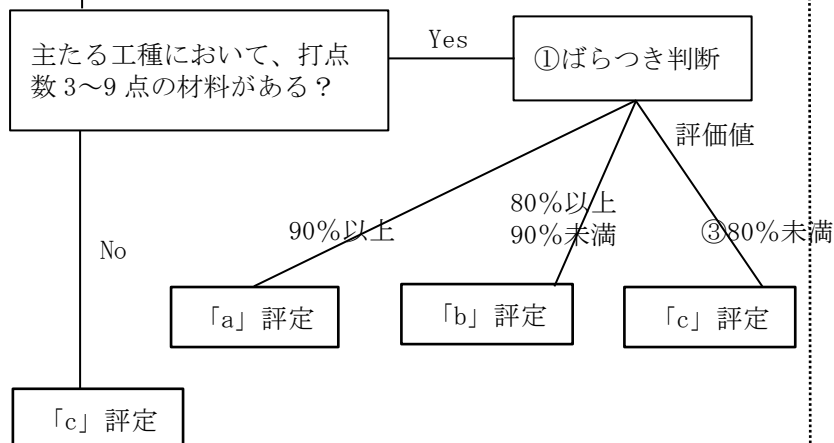 主たる工種において、打点
数 3～9 点の材料がある？
Yes
①ばらつき判断
評価値
90％以上
80％以上
90％未満
③80％未満
No
「a」評定
「b」評定
「c」評定
「c」評定